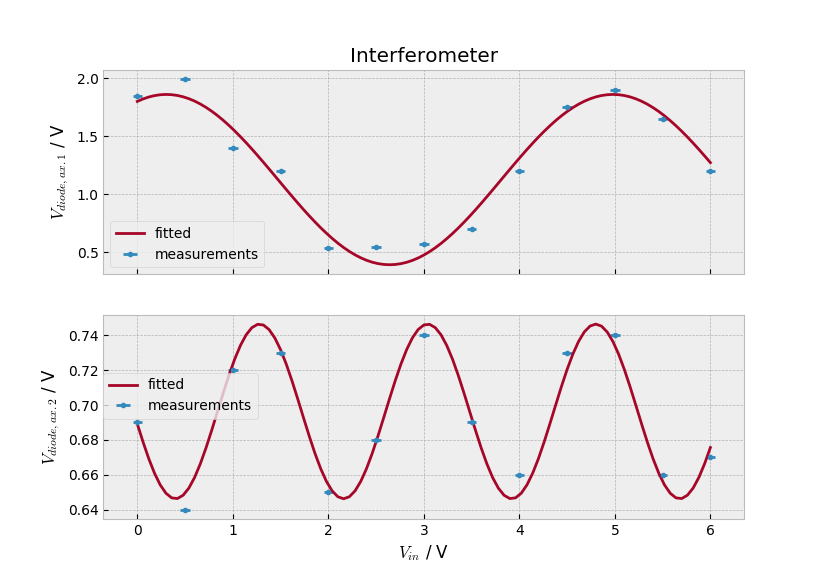 Interferometer
2.0
1.5
1.0
0.5
V_{diode, ax. 1} / V
fitted
measurements
0.74
0.72
0.70
0.68
0.66
0.64
V_{diode, ax. 2} / V
fitted
measurements
0 1 2 3 4 5 6
V_{in} / V